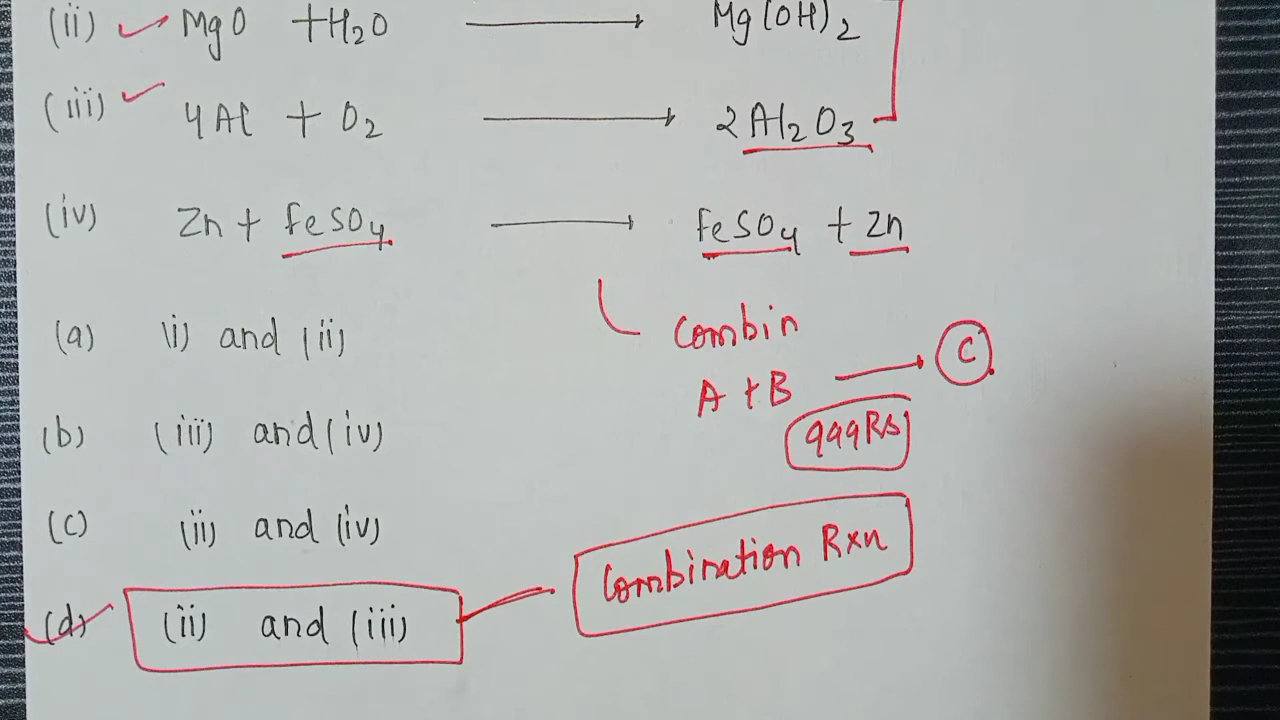 (ii) MgO + H2O → Mg(OH)2
(iii) 4Al + O2 → 2Al2O3
(iv) Zn + FeSO4 → FeSO4 + Zn
(a) (i) and (ii)
Combin
A + B → C
(b) (iii) and (iv)
999Rs
(c) (ii) and (iv)
Combination Rxn
(d) (ii) and (iii)